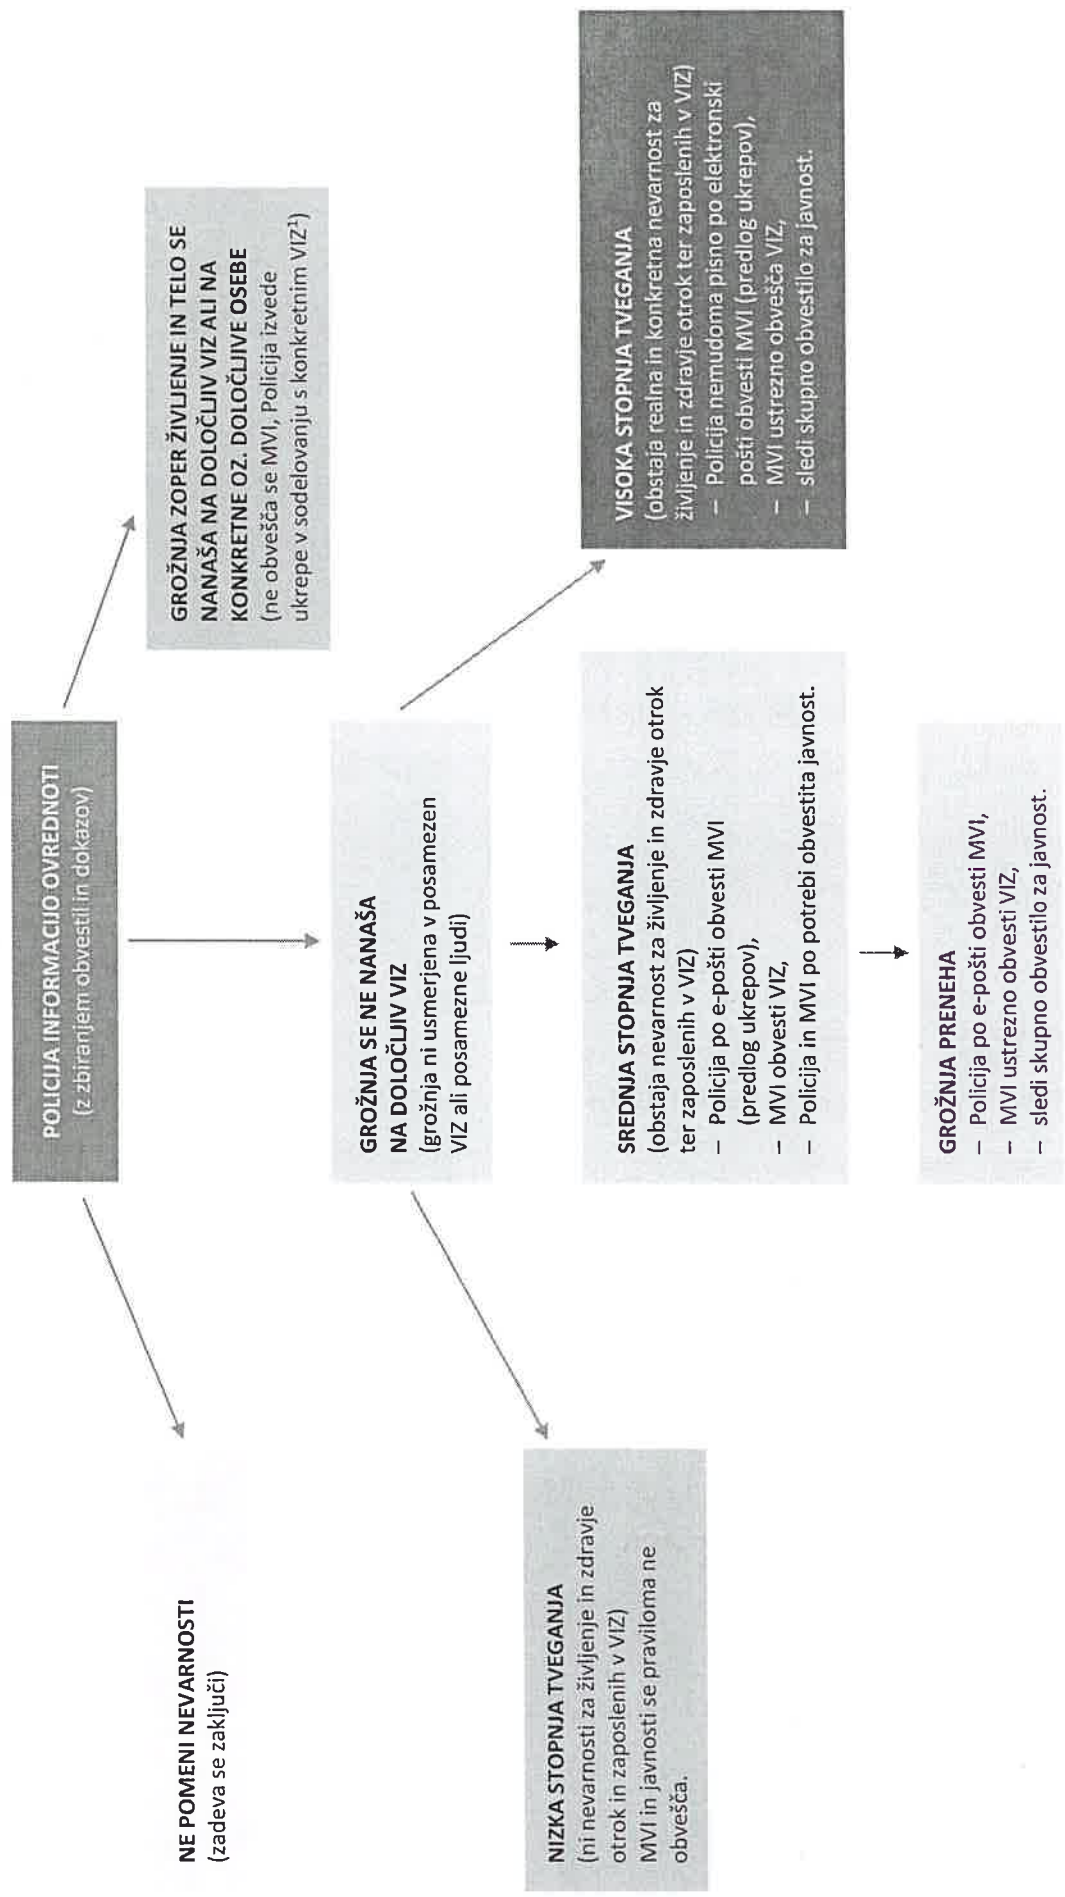 POLICIJA INFORMACIJO OVREDNOTI
(z zbiranjem obvestil in dokazov)
NE POMENI NEVARNOSTI
(zadeva se zaključi)
GROŽNJA ZOPER ŽIVLJENJE IN TELO SE
NANAŠA NA DOLOČLJIV VIZ ALI NA
KONKRETNE OZ. DOLOČLJIVE OSEBE
(ne obvešča se MVI, Policija izvede
ukrepe v sodelovanju s konkretnim VIZ¹)
GROŽNJA SE NE NANAŠA
NA DOLOČLJIV VIZ
(grožnja ni usmerjena v posamezen
VIZ ali posamezne ljudi)
NIZKA STOPNJA TVEGANJA
(ni nevarnosti za življenje in zdravje
otrok in zaposlenih v VIZ)
MVI in javnosti se praviloma ne
obvešča.
SREDNJA STOPNJA TVEGANJA
(obstaja nevarnost za življenje in zdravje otrok
ter zaposlenih v VIZ)
– Policija po e-pošti obvesti MVI
(predlog ukrepov),
– MVI obvesti VIZ,
– Policija in MVI po potrebi obvestita javnost.
VISOKA STOPNJA TVEGANJA
(obstaja realna in konkretna nevarnost za
življenje in zdravje otrok ter zaposlenih v VIZ)
– Policija nemudoma pisno po elektronski
pošti obvesti MVI (predlog ukrepov),
– MVI ustrezno obvešča VIZ,
– sledi skupno obvestilo za javnost.
GROŽNJA PRENEHA
– Policija po e-pošti obvesti MVI,
– MVI ustrezno obvesti VIZ,
– sledi skupno obvestilo za javnost.